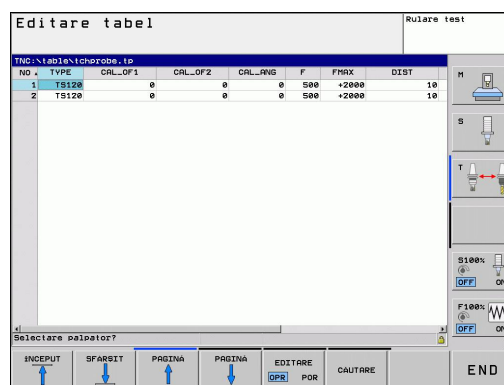 Editare tabel
Rulare test
TNC:\table\tchprobe.tp
NO TYPE CAL_OF1 CAL_OF2 CAL_ANG F FMAX DIST
1 TS120 0 0 0 500 +2000 10
2 TS120 0 0 0 500 +2000 10
M
S
T
S100%
OFF ON
F100%
OFF ON
Selectare palpator?
INCEPUT
SFARSIT
PAGINA
PAGINA
EDITARE
OPR POR
CAUTARE
END